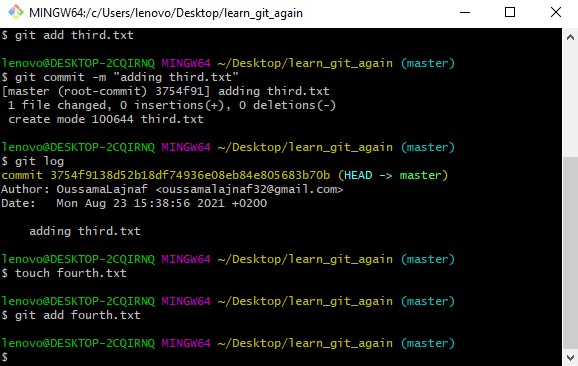 MINGW64:/c/Users/lenovo/Desktop/learn_git_again
$ git add third.txt
lenovo@DESKTOP-2CQIRNQ MINGW64 ~/Desktop/learn_git_again (master)
$ git commit -m "adding third.txt"
[master (root-commit) 3754f91] adding third.txt
 1 file changed, 0 insertions(+), 0 deletions(-)
 create mode 100644 third.txt
lenovo@DESKTOP-2CQIRNQ MINGW64 ~/Desktop/learn_git_again (master)
$ git log
commit 3754f9138d52b18df74936e08eb84e805683b70b (HEAD -> master)
Author: OussamaLajnaf <oussamalajnaf32@gmail.com>
Date:   Mon Aug 23 15:38:56 2021 +0200
    adding third.txt
lenovo@DESKTOP-2CQIRNQ MINGW64 ~/Desktop/learn_git_again (master)
$ touch fourth.txt
lenovo@DESKTOP-2CQIRNQ MINGW64 ~/Desktop/learn_git_again (master)
$ git add fourth.txt
lenovo@DESKTOP-2CQIRNQ MINGW64 ~/Desktop/learn_git_again (master)
$